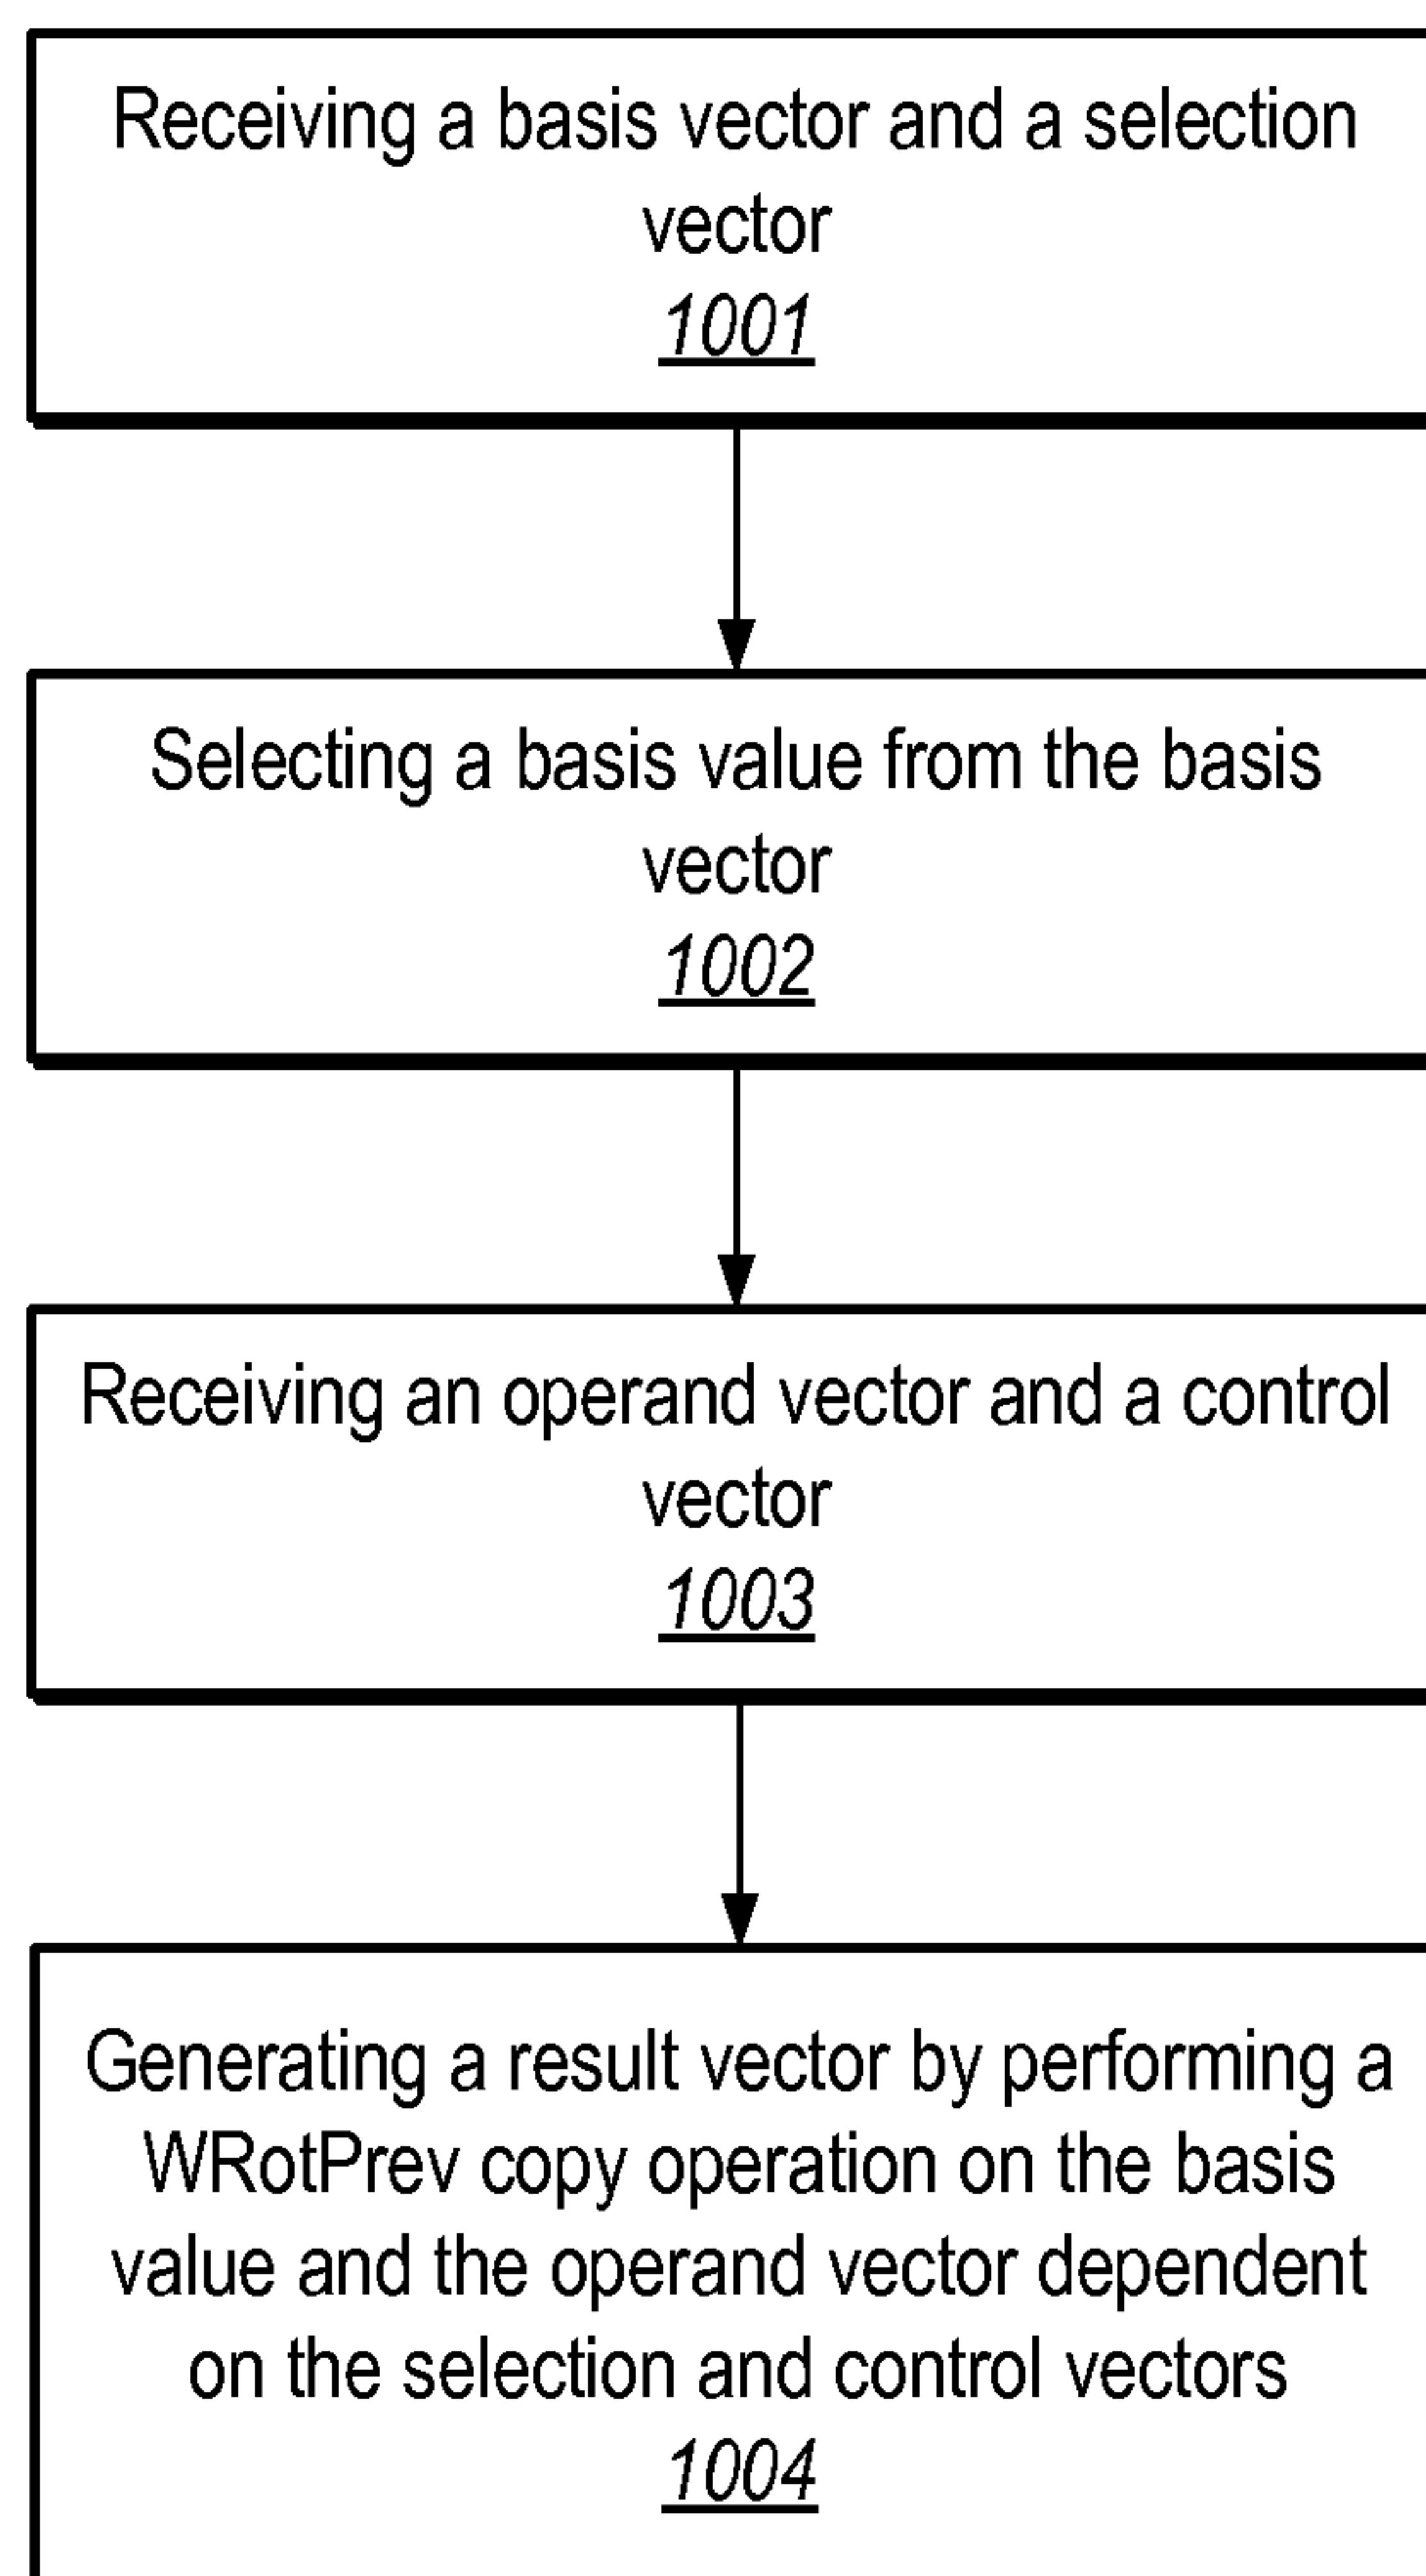 Receiving a basis vector and a selection
vector
1001
Selecting a basis value from the basis
vector
1002
Receiving an operand vector and a control
vector
1003
Generating a result vector by performing a
WRotPrev copy operation on the basis
value and the operand vector dependent
on the selection and control vectors
1004